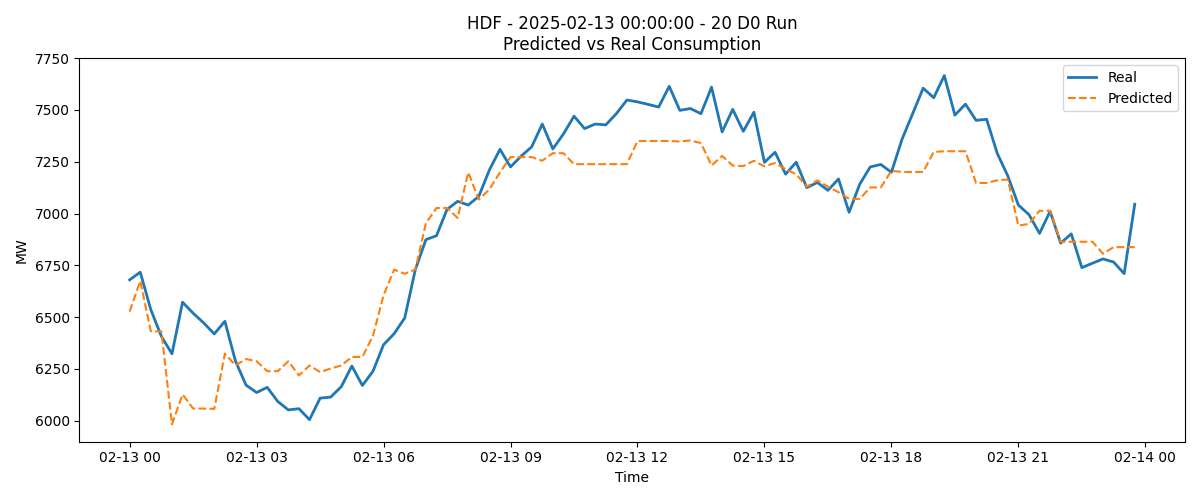 HDF - 2025-02-13 00:00:00 - 20 D0 Run
Predicted vs Real Consumption
7750
7500
7250
7000
6750
6500
6250
6000
MW
Real
Predicted
02-13 00
02-13 03
02-13 06
02-13 09
02-13 12
02-13 15
02-13 18
02-13 21
02-14 00
Time